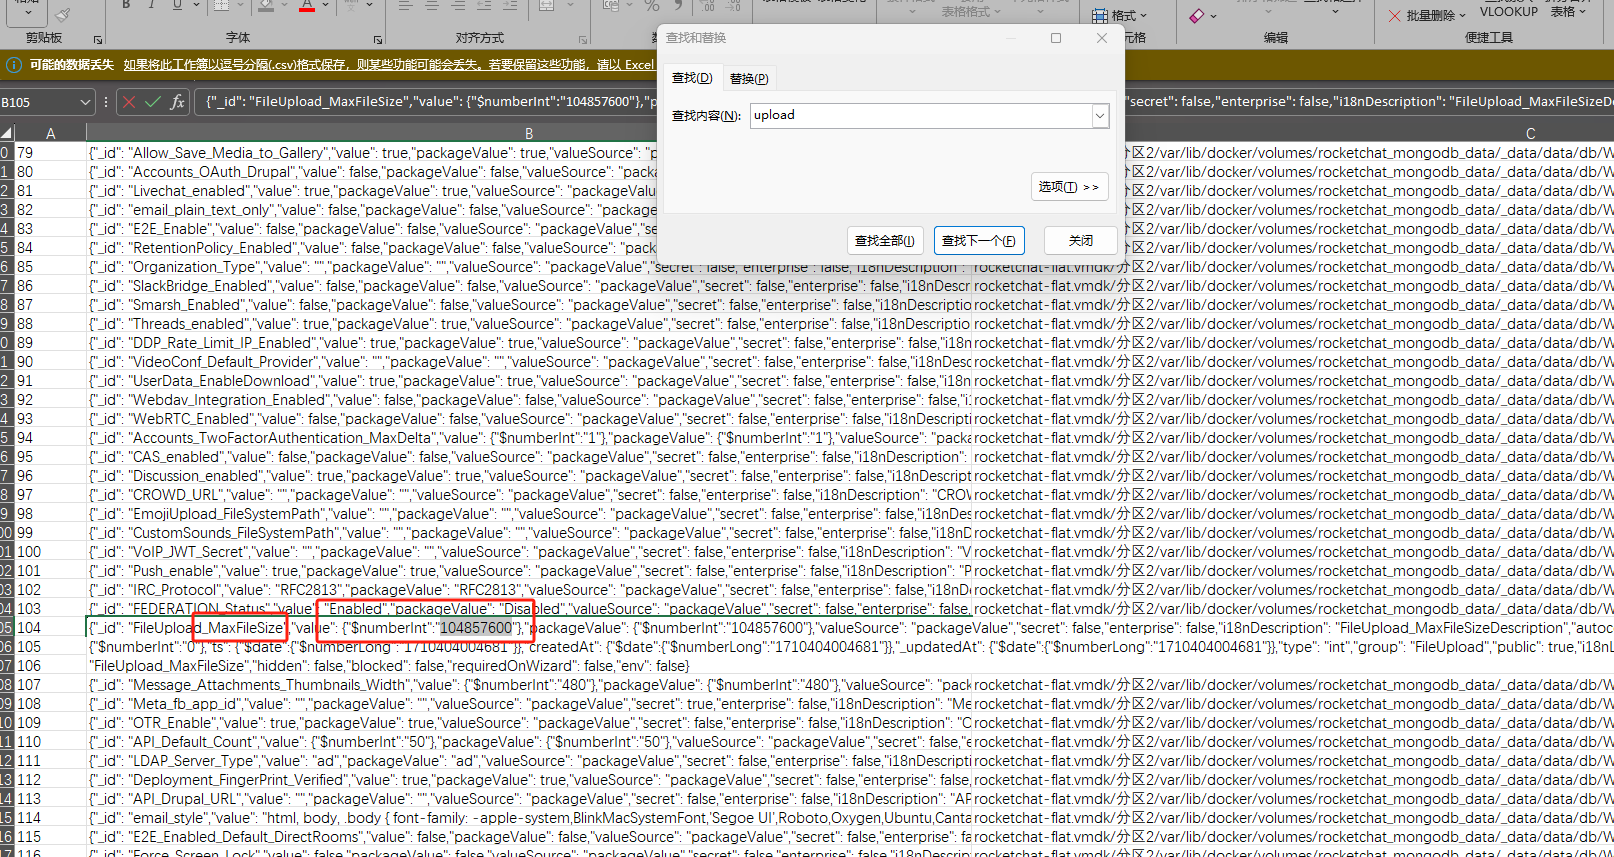 粘贴
B I U A
%
条件格式
表格格式
格式
批量删除
VLOOKUP 表格
剪贴板 字体 对齐方式 元格 编辑 便捷工具
可能的数据丢失 如果将此工作簿以逗号分隔(.csv)格式保存，则某些功能可能会丢失。若要保留这些功能，请以 Excel
B105 fx {"_id": "FileUpload_MaxFileSize","value": {"$numberInt":"104857600"},"p "secret": false,"enterprise": false,"i18nDescription": "FileUpload_MaxFileSizeDe
查找和替换
查找(D) 替换(P)
查找内容(N): upload
选项(T) >>
查找全部(I) 查找下一个(F) 关闭
A B C
0 79 {"_id": "Allow_Save_Media_to_Gallery","value": true,"packageValue": true,"valueSource": "p /分区2/var/lib/docker/volumes/rocketchat_mongodb_data/_data/data/db/W
1 80 {"_id": "Accounts_OAuth_Drupal","value": false,"packageValue": false,"valueSource": "packa /分区2/var/lib/docker/volumes/rocketchat_mongodb_data/_data/data/db/W
2 81 {"_id": "Livechat_enabled","value": true,"packageValue": true,"valueSource": "packageValue /分区2/var/lib/docker/volumes/rocketchat_mongodb_data/_data/data/db/W
3 82 {"_id": "email_plain_text_only","value": false,"packageValue": false,"valueSource": "package /分区2/var/lib/docker/volumes/rocketchat_mongodb_data/_data/data/db/W
4 83 {"_id": "E2E_Enable","value": false,"packageValue": false,"valueSource": "packageValue","se /分区2/var/lib/docker/volumes/rocketchat_mongodb_data/_data/data/db/W
5 84 {"_id": "RetentionPolicy_Enabled","value": false,"packageValue": false,"valueSource": "packa /分区2/var/lib/docker/volumes/rocketchat_mongodb_data/_data/data/db/W
6 85 {"_id": "Organization_Type","value": "","packageValue": "","valueSource": "packageValue","secret": false,"enterprise": false,"i18nDescription": " rocketchat-flat.vmdk/分区2/var/lib/docker/volumes/rocketchat_mongodb_data/_data/data/db/W
7 86 {"_id": "SlackBridge_Enabled","value": false,"packageValue": false,"valueSource": "packageValue","secret": false,"enterprise": false,"i18nDescr rocketchat-flat.vmdk/分区2/var/lib/docker/volumes/rocketchat_mongodb_data/_data/data/db/W
8 87 {"_id": "Smarsh_Enabled","value": false,"packageValue": false,"valueSource": "packageValue","secret": false,"enterprise": false,"i18nDescriptio rocketchat-flat.vmdk/分区2/var/lib/docker/volumes/rocketchat_mongodb_data/_data/data/db/W
9 88 {"_id": "Threads_enabled","value": true,"packageValue": true,"valueSource": "packageValue","secret": false,"enterprise": false,"i18nDescription rocketchat-flat.vmdk/分区2/var/lib/docker/volumes/rocketchat_mongodb_data/_data/data/db/W
0 89 {"_id": "DDP_Rate_Limit_IP_Enabled","value": true,"packageValue": true,"valueSource": "packageValue","secret": false,"enterprise": false,"i18n rocketchat-flat.vmdk/分区2/var/lib/docker/volumes/rocketchat_mongodb_data/_data/data/db/W
1 90 {"_id": "VideoConf_Default_Provider","value": "","packageValue": "","valueSource": "packageValue","secret": false,"enterprise": false,"i18nDes rocketchat-flat.vmdk/分区2/var/lib/docker/volumes/rocketchat_mongodb_data/_data/data/db/W
2 91 {"_id": "UserData_EnableDownload","value": true,"packageValue": true,"valueSource": "packageValue","secret": false,"enterprise": false,"i18n rocketchat-flat.vmdk/分区2/var/lib/docker/volumes/rocketchat_mongodb_data/_data/data/db/W
3 92 {"_id": "Webdav_Integration_Enabled","value": false,"packageValue": false,"valueSource": "packageValue","secret": false,"enterprise": false,"i1 rocketchat-flat.vmdk/分区2/var/lib/docker/volumes/rocketchat_mongodb_data/_data/data/db/W
4 93 {"_id": "WebRTC_Enabled","value": false,"packageValue": false,"valueSource": "packageValue","secret": false,"enterprise": false,"i18nDescript rocketchat-flat.vmdk/分区2/var/lib/docker/volumes/rocketchat_mongodb_data/_data/data/db/W
5 94 {"_id": "Accounts_TwoFactorAuthentication_MaxDelta","value": {"$numberInt":"1"},"packageValue": {"$numberInt":"1"},"valueSource": "packa rocketchat-flat.vmdk/分区2/var/lib/docker/volumes/rocketchat_mongodb_data/_data/data/db/W
6 95 {"_id": "CAS_enabled","value": false,"packageValue": false,"valueSource": "packageValue","secret": false,"enterprise": false,"i18nDescription": rocketchat-flat.vmdk/分区2/var/lib/docker/volumes/rocketchat_mongodb_data/_data/data/db/W
7 96 {"_id": "Discussion_enabled","value": true,"packageValue": true,"valueSource": "packageValue","secret": false,"enterprise": false,"i18nDescript rocketchat-flat.vmdk/分区2/var/lib/docker/volumes/rocketchat_mongodb_data/_data/data/db/W
8 97 {"_id": "CROWD_URL","value": "","packageValue": "","valueSource": "packageValue","secret": false,"enterprise": false,"i18nDescription": "CROW rocketchat-flat.vmdk/分区2/var/lib/docker/volumes/rocketchat_mongodb_data/_data/data/db/W
9 98 {"_id": "EmojiUpload_FileSystemPath","value": "","packageValue": "","valueSource": "packageValue","secret": false,"enterprise": false,"i18nDes rocketchat-flat.vmdk/分区2/var/lib/docker/volumes/rocketchat_mongodb_data/_data/data/db/W
00 99 {"_id": "CustomSounds_FileSystemPath","value": "","packageValue": "","valueSource": "packageValue","secret": false,"enterprise": false,"i18nD rocketchat-flat.vmdk/分区2/var/lib/docker/volumes/rocketchat_mongodb_data/_data/data/db/W
01 100 {"_id": "VoIP_JWT_Secret","value": "","packageValue": "","valueSource": "packageValue","secret": false,"enterprise": false,"i18nDescription": "V rocketchat-flat.vmdk/分区2/var/lib/docker/volumes/rocketchat_mongodb_data/_data/data/db/W
02 101 {"_id": "Push_enable","value": true,"packageValue": true,"valueSource": "packageValue","secret": false,"enterprise": false,"i18nDescription": "P rocketchat-flat.vmdk/分区2/var/lib/docker/volumes/rocketchat_mongodb_data/_data/data/db/W
03 102 {"_id": "IRC_Protocol","value": "RFC2813","packageValue": "RFC2813","valueSource": "packageValue","secret": false,"enterprise": false,"i18nDe rocketchat-flat.vmdk/分区2/var/lib/docker/volumes/rocketchat_mongodb_data/_data/data/db/W
04 103 {"_id": "FEDERATION_Status","value": "Enabled","packageValue": "Disabled","valueSource": "packageValue","secret": false,"enterprise": false, rocketchat-flat.vmdk/分区2/var/lib/docker/volumes/rocketchat_mongodb_data/_data/data/db/W
05 104 {"_id": "FileUpload_MaxFileSize","value": {"$numberInt":"104857600"},"packageValue": {"$numberInt":"104857600"},"valueSource": "packageValue","secret": false,"enterprise": false,"i18nDescription": "FileUpload_MaxFileSizeDescription","autoc
06 105 {"$numberInt":"0"},"ts": {"$date":{"$numberLong":"1710404004681"}},"createdAt": {"$date":{"$numberLong":"1710404004681"}},"_updatedAt": {"$date":{"$numberLong":"1710404004681"}},"type": "int","group": "FileUpload","public": true,"i18nL
07 106 "FileUpload_MaxFileSize","hidden": false,"blocked": false,"requiredOnWizard": false,"env": false}
08 107 {"_id": "Message_Attachments_Thumbnails_Width","value": {"$numberInt":"480"},"packageValue": {"$numberInt":"480"},"valueSource": "pack rocketchat-flat.vmdk/分区2/var/lib/docker/volumes/rocketchat_mongodb_data/_data/data/db/W
09 108 {"_id": "Meta_fb_app_id","value": "","packageValue": "","valueSource": "packageValue","secret": true,"enterprise": false,"i18nDescription": "Me rocketchat-flat.vmdk/分区2/var/lib/docker/volumes/rocketchat_mongodb_data/_data/data/db/W
10 109 {"_id": "OTR_Enable","value": true,"packageValue": true,"valueSource": "packageValue","secret": false,"enterprise": false,"i18nDescription": "O rocketchat-flat.vmdk/分区2/var/lib/docker/volumes/rocketchat_mongodb_data/_data/data/db/W
11 110 {"_id": "API_Default_Count","value": {"$numberInt":"50"},"packageValue": {"$numberInt":"50"},"valueSource": "packageValue","secret": false,"e rocketchat-flat.vmdk/分区2/var/lib/docker/volumes/rocketchat_mongodb_data/_data/data/db/W
12 111 {"_id": "LDAP_Server_Type","value": "ad","packageValue": "ad","valueSource": "packageValue","secret": false,"enterprise": false,"i18nDescripti rocketchat-flat.vmdk/分区2/var/lib/docker/volumes/rocketchat_mongodb_data/_data/data/db/W
13 112 {"_id": "Deployment_FingerPrint_Verified","value": true,"packageValue": true,"valueSource": "packageValue","secret": false,"enterprise": false, rocketchat-flat.vmdk/分区2/var/lib/docker/volumes/rocketchat_mongodb_data/_data/data/db/W
14 113 {"_id": "API_Drupal_URL","value": "","packageValue": "","valueSource": "packageValue","secret": false,"enterprise": false,"i18nDescription": "AP rocketchat-flat.vmdk/分区2/var/lib/docker/volumes/rocketchat_mongodb_data/_data/data/db/W
15 114 {"_id": "email_style","value": "html, body, .body { font-family: -apple-system,BlinkMacSystemFont,'Segoe UI',Roboto,Oxygen,Ubuntu,Canta rocketchat-flat.vmdk/分区2/var/lib/docker/volumes/rocketchat_mongodb_data/_data/data/db/W
16 115 {"_id": "E2E_Enabled_Default_DirectRooms","value": false,"packageValue": false,"valueSource": "packageValue","secret": false,"enterprise": fa rocketchat-flat.vmdk/分区2/var/lib/docker/volumes/rocketchat_mongodb_data/_data/data/db/W
17 116 {"_id": "Force_Screen_Lock","value": false,"packageValue": false,"valueSource": "packageValue","secret": false,"enterprise": false,"i18nDescrip rocketchat-flat.vmdk/分区2/var/lib/docker/volumes/rocketchat_mongodb_data/_data/data/db/W